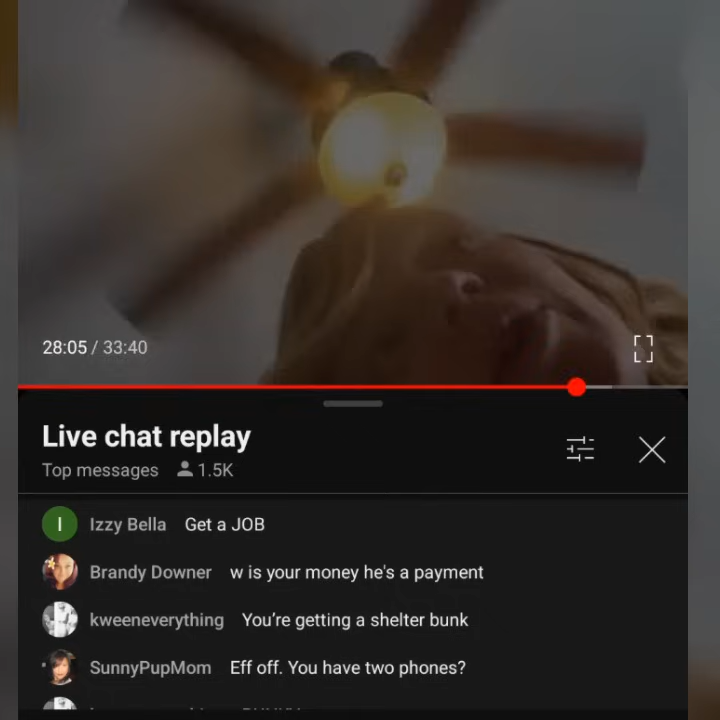 28:05 / 33:40
Live chat replay
Top messages 1.5K
I Izzy Bella Get a JOB
Brandy Downer w is your money he's a payment
kweeneverything You’re getting a shelter bunk
SunnyPupMom Eff off. You have two phones?